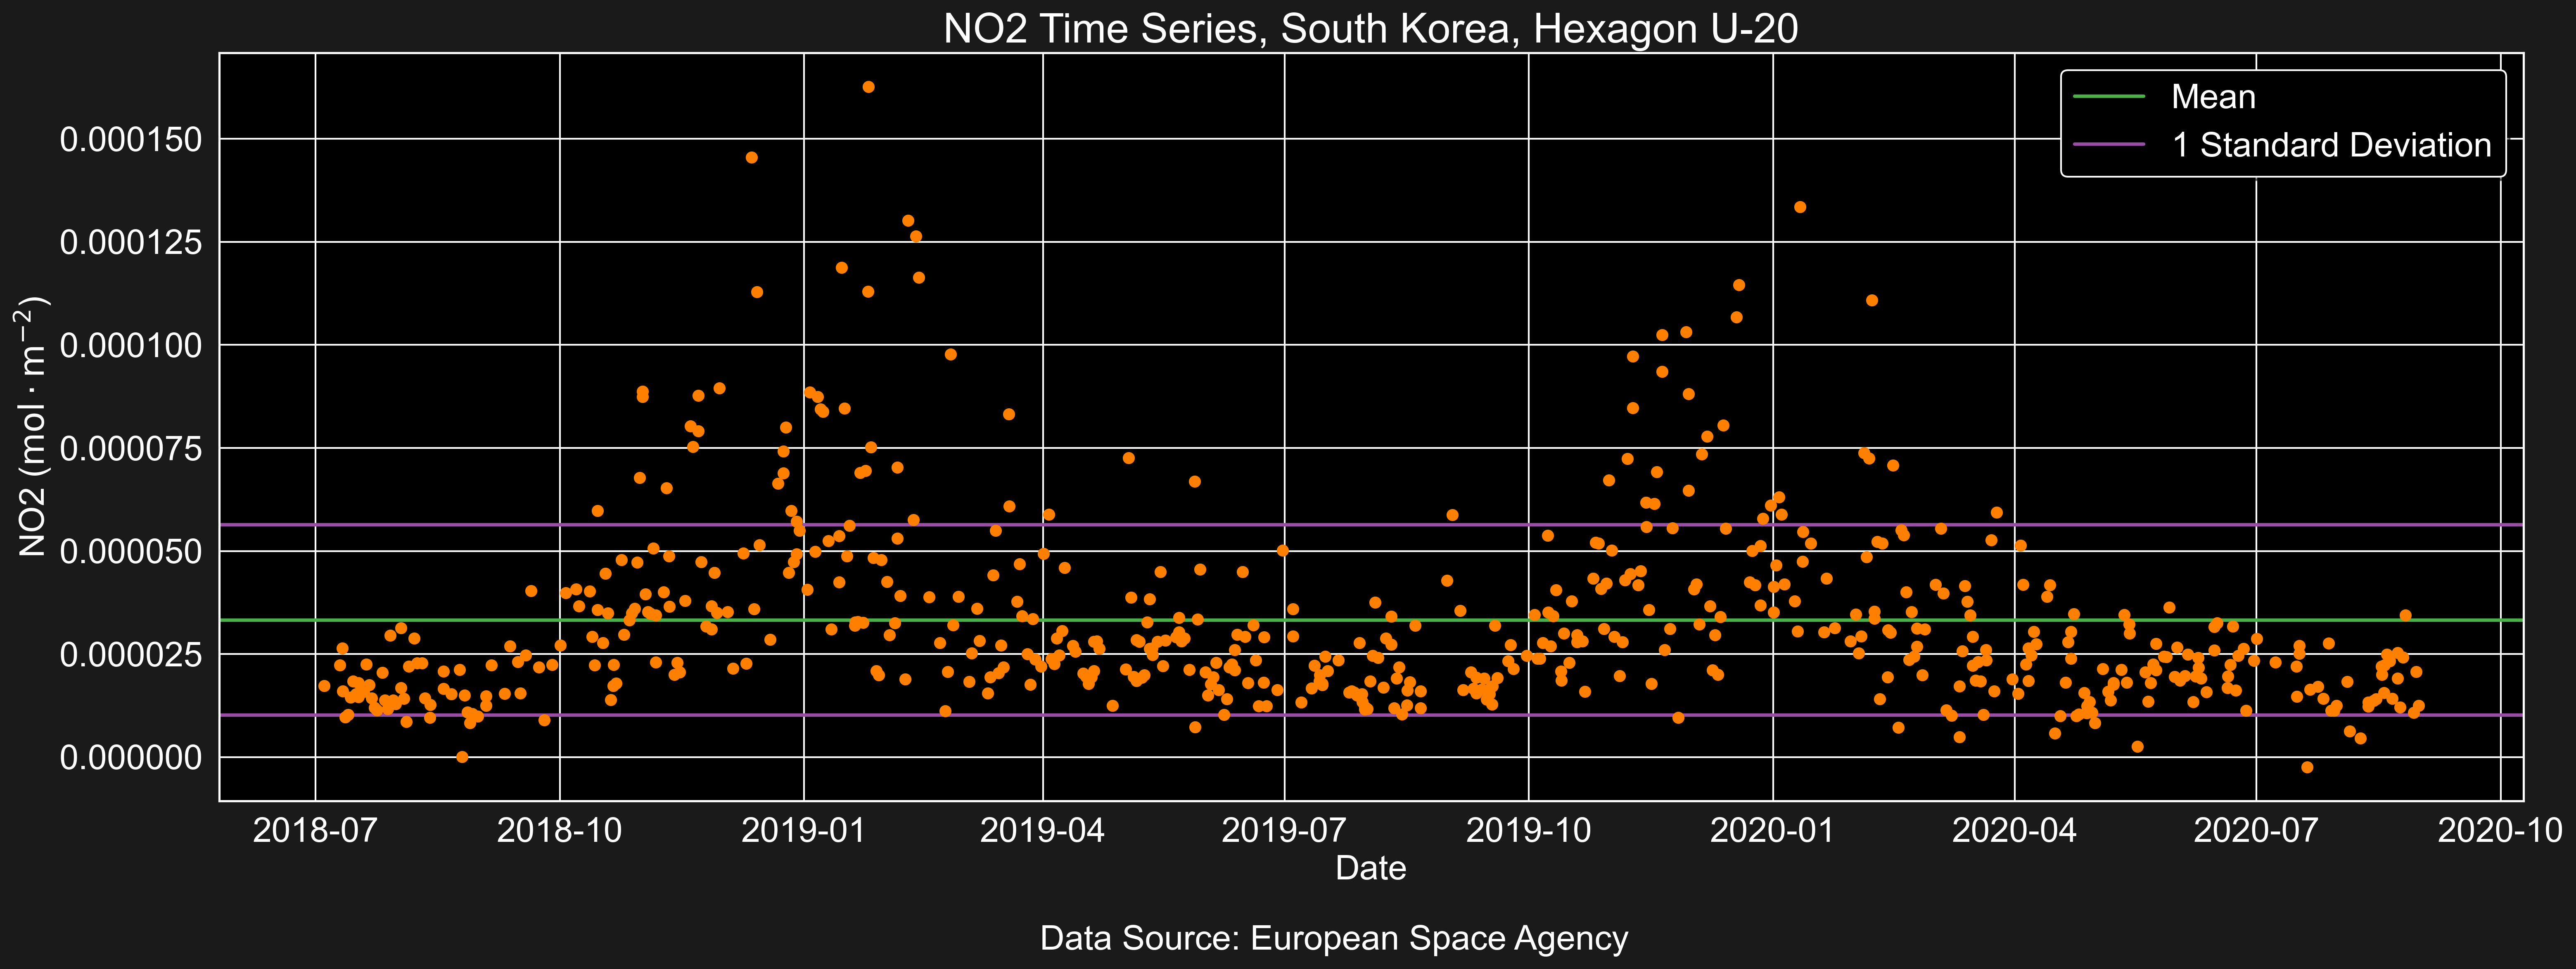 NO2 Time Series, South Korea, Hexagon U-20
Mean
1 Standard Deviation
NO2 (mol · m⁻²)
0.000150
0.000125
0.000100
0.000075
0.000050
0.000025
0.000000
2018-07 2018-10 2019-01 2019-04 2019-07 2019-10 2020-01 2020-04 2020-07 2020-10
Date
Data Source: European Space Agency